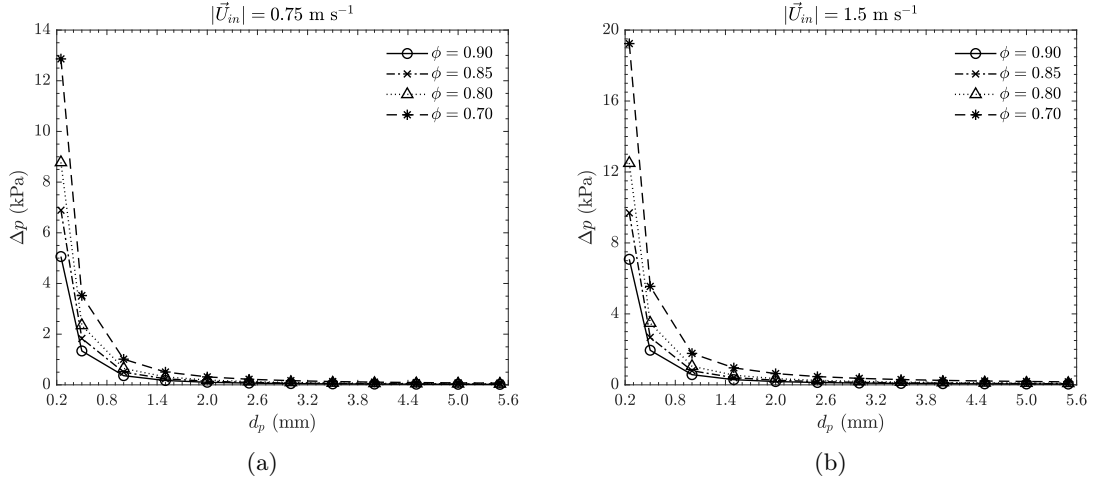 |U⃗in| = 0.75 m s⁻¹
14
12
10
8
6
4
2
0
Δp (kPa)
ϕ = 0.90
ϕ = 0.85
ϕ = 0.80
ϕ = 0.70
0.2 0.8 1.4 2.0 2.6 3.2 3.8 4.4 5.0 5.6
dp (mm)
(a)
|U⃗in| = 1.5 m s⁻¹
20
16
12
8
4
0
Δp (kPa)
ϕ = 0.90
ϕ = 0.85
ϕ = 0.80
ϕ = 0.70
0.2 0.8 1.4 2.0 2.6 3.2 3.8 4.4 5.0 5.6
dp (mm)
(b)